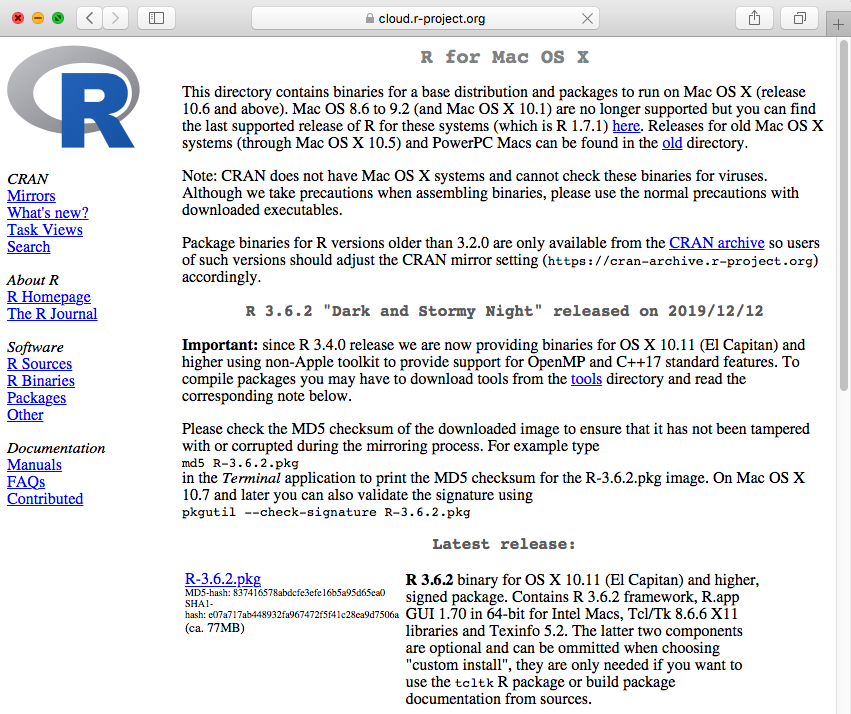 cloud.r-project.org
R
R for Mac OS X
This directory contains binaries for a base distribution and packages to run on Mac OS X (release
10.6 and above). Mac OS 8.6 to 9.2 (and Mac OS X 10.1) are no longer supported but you can find
the last supported release of R for these systems (which is R 1.7.1) here. Releases for old Mac OS X
systems (through Mac OS X 10.5) and PowerPC Macs can be found in the old directory.
Note: CRAN does not have Mac OS X systems and cannot check these binaries for viruses.
Although we take precautions when assembling binaries, please use the normal precautions with
downloaded executables.
Package binaries for R versions older than 3.2.0 are only available from the CRAN archive so users
of such versions should adjust the CRAN mirror setting (https://cran-archive.r-project.org)
accordingly.
R 3.6.2 "Dark and Stormy Night" released on 2019/12/12
Important: since R 3.4.0 release we are now providing binaries for OS X 10.11 (El Capitan) and
higher using non-Apple toolkit to provide support for OpenMP and C++17 standard features. To
compile packages you may have to download tools from the tools directory and read the
corresponding note below.
Please check the MD5 checksum of the downloaded image to ensure that it has not been tampered
with or corrupted during the mirroring process. For example type
md5 R-3.6.2.pkg
in the Terminal application to print the MD5 checksum for the R-3.6.2.pkg image. On Mac OS X
10.7 and later you can also validate the signature using
pkgutil --check-signature R-3.6.2.pkg
Latest release:
R-3.6.2.pkg
MD5-hash: 837416578abdcfe3efe16b5a95d65ea0
SHA1-
hash: e07a717ab448932fa967472f5f41c28ea9d7506a
(ca. 77MB)
R 3.6.2 binary for OS X 10.11 (El Capitan) and higher,
signed package. Contains R 3.6.2 framework, R.app
GUI 1.70 in 64-bit for Intel Macs, Tcl/Tk 8.6.6 X11
libraries and Texinfo 5.2. The latter two components
are optional and can be ommitted when choosing
"custom install", they are only needed if you want to
use the tcltk R package or build package
documentation from sources.
CRAN
Mirrors
What's new?
Task Views
Search
About R
R Homepage
The R Journal
Software
R Sources
R Binaries
Packages
Other
Documentation
Manuals
FAQs
Contributed